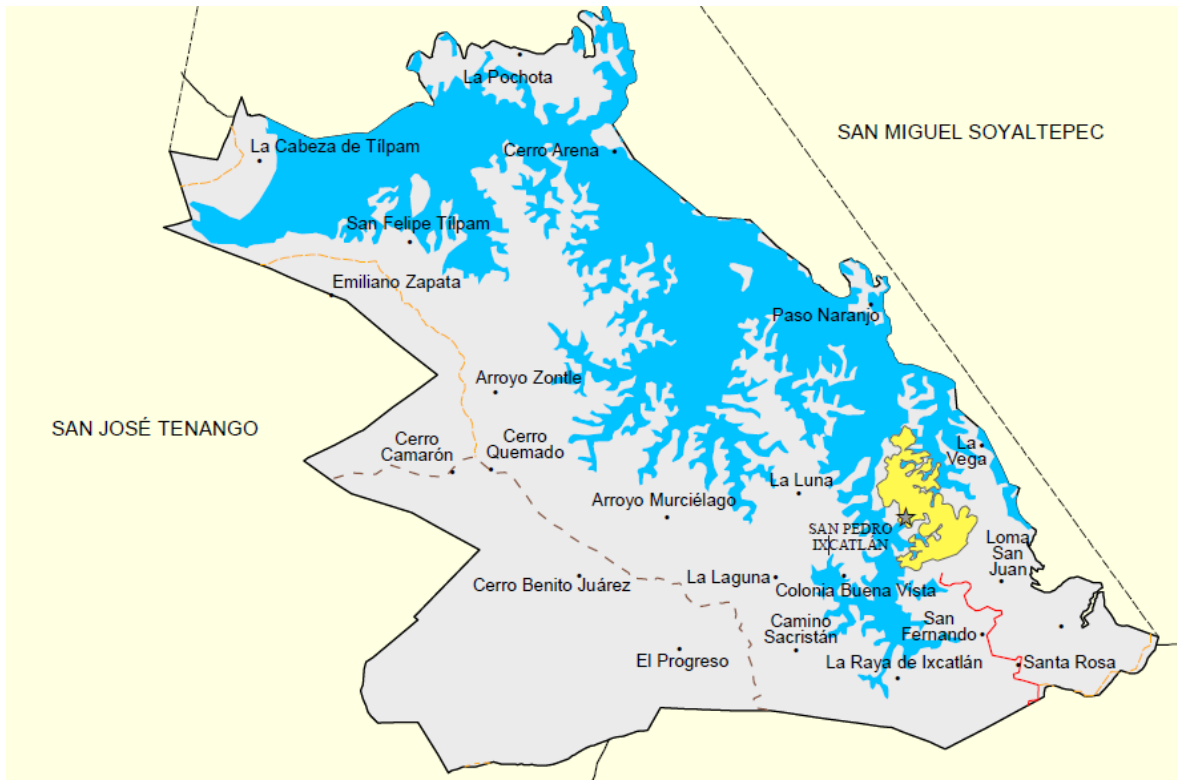 La Pochota
SAN MIGUEL SOYALTEPEC
La Cabeza de Tílpam
Cerro Arena
San Felipe Tílpam
Emiliano Zapata
Paso Naranjo
Arroyo Zontle
SAN JOSÉ TENANGO
Cerro
Camarón
Cerro
Quemado
La
Vega
La Luna
Arroyo Murciélago
SAN PEDRO
IXCATLÁN
Loma
San
Juan
Cerro Benito Juárez
La Laguna
Colonia Buena Vista
Camino
Sacristán
San
Fernando
El Progreso
La Raya de Ixcatlán
Santa Rosa